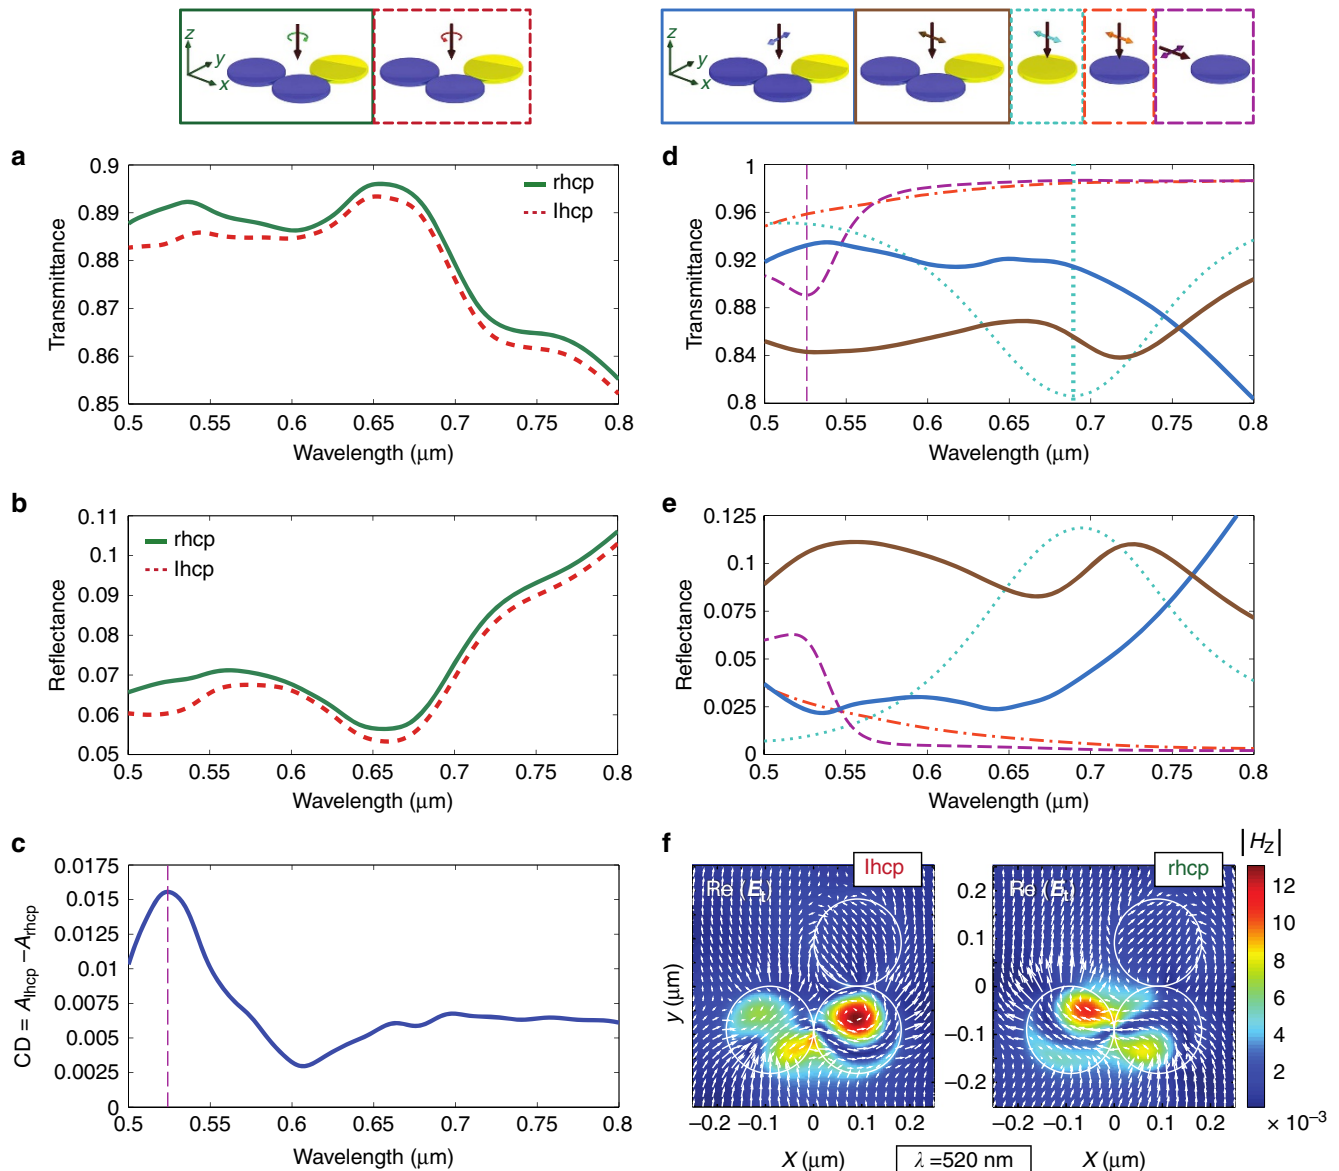 z
y
x
z
y
x
a
0.9
0.89
0.88
0.87
0.86
0.85
Transmittance
rhcp
lhcp
0.5 0.55 0.6 0.65 0.7 0.75 0.8
Wavelength (μm)
d
1
0.96
0.92
0.88
0.84
0.8
Transmittance
0.5 0.55 0.6 0.65 0.7 0.75 0.8
Wavelength (μm)
b
0.11
0.1
0.09
0.08
0.07
0.06
0.05
Reflectance
rhcp
lhcp
0.5 0.55 0.6 0.65 0.7 0.75 0.8
Wavelength (μm)
e
0.125
0.1
0.075
0.05
0.025
0
Reflectance
0.5 0.55 0.6 0.65 0.7 0.75 0.8
Wavelength (μm)
c
0.0175
0.015
0.0125
0.01
0.0075
0.005
0.0025
0
CD = A lhcp − A rhcp
0.5 0.55 0.6 0.65 0.7 0.75 0.8
Wavelength (μm)
f
lhcp
Re (Et)
y (μm)
−0.2 −0.1 0 0.1 0.2
X (μm)
rhcp
Re (Et)
0.2
0.1
0
−0.1
−0.2
−0.2 −0.1 0 0.1 0.2
X (μm)
λ =520 nm
|HZ|
12
10
8
6
4
2
× 10−3